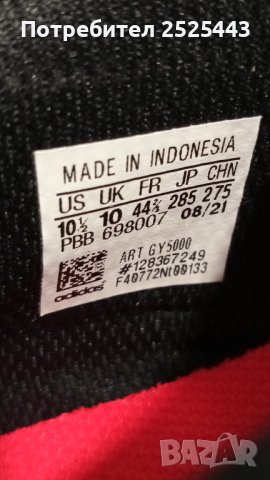 Потребител 2525443
MADE IN INDONESIA
US UK FR JP CHN
10½ 10 44⅔ 285 275
PBB 698007 08/21
ART GY5000
#128367249
F40772Nt00133
adidas
BAZAR